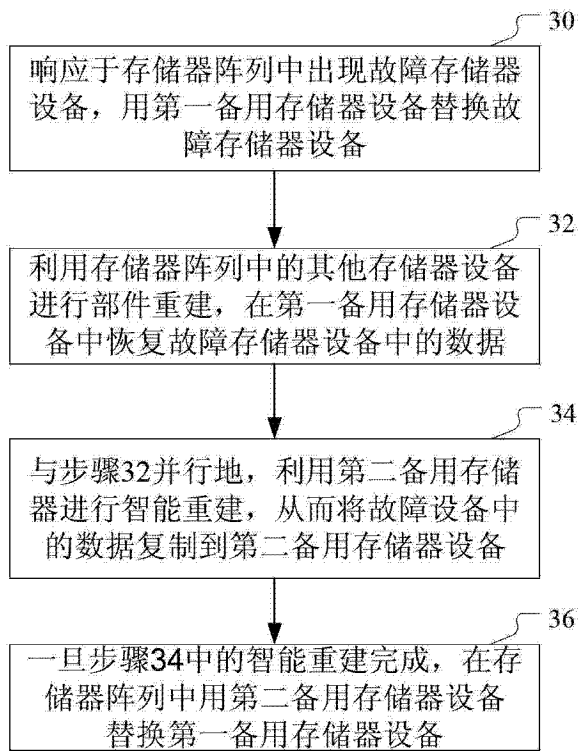 30
响应于存储器阵列中出现故障存储器
设备，用第一备用存储器设备替换故
障存储器设备
32
利用存储器阵列中的其他存储器设备
进行部件重建，在第一备用存储器设
备中恢复故障存储器设备中的数据
34
与步骤32并行地，利用第二备用存储
器进行智能重建，从而将故障设备中
的数据复制到第二备用存储器设备
36
一旦步骤34中的智能重建完成，在存
储器阵列中用第二备用存储器设备
替换第一备用存储器设备